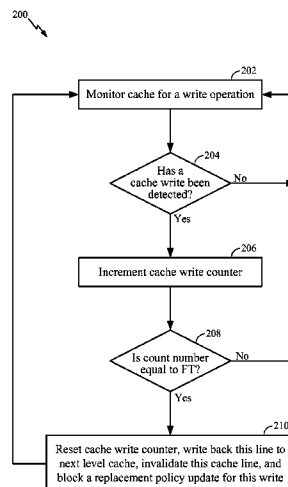 200
202
Monitor cache for a write operation
204
Has a
cache write been
detected?
No
Yes
206
Increment cache write counter
208
Is count number
equal to FT?
No
Yes
210
Reset cache write counter, write back this line to
next level cache, invalidate this cache line, and
block a replacement policy update for this write